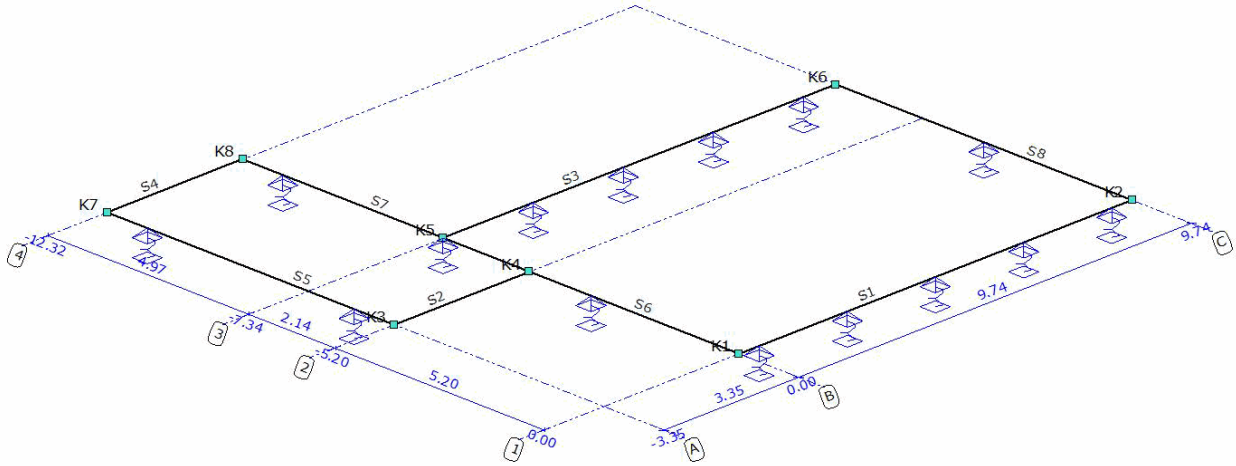 K6
K8
S3
S8
S4
S7
K7
K2
K5
-12.32
4
4.97
K4
S5
S2
S6
S1
9.74
C
9.74
3
-7.34
2.14
K3
K1
-5.20
2
5.20
3.35
0.00
B
0.00
1
-3.35
A